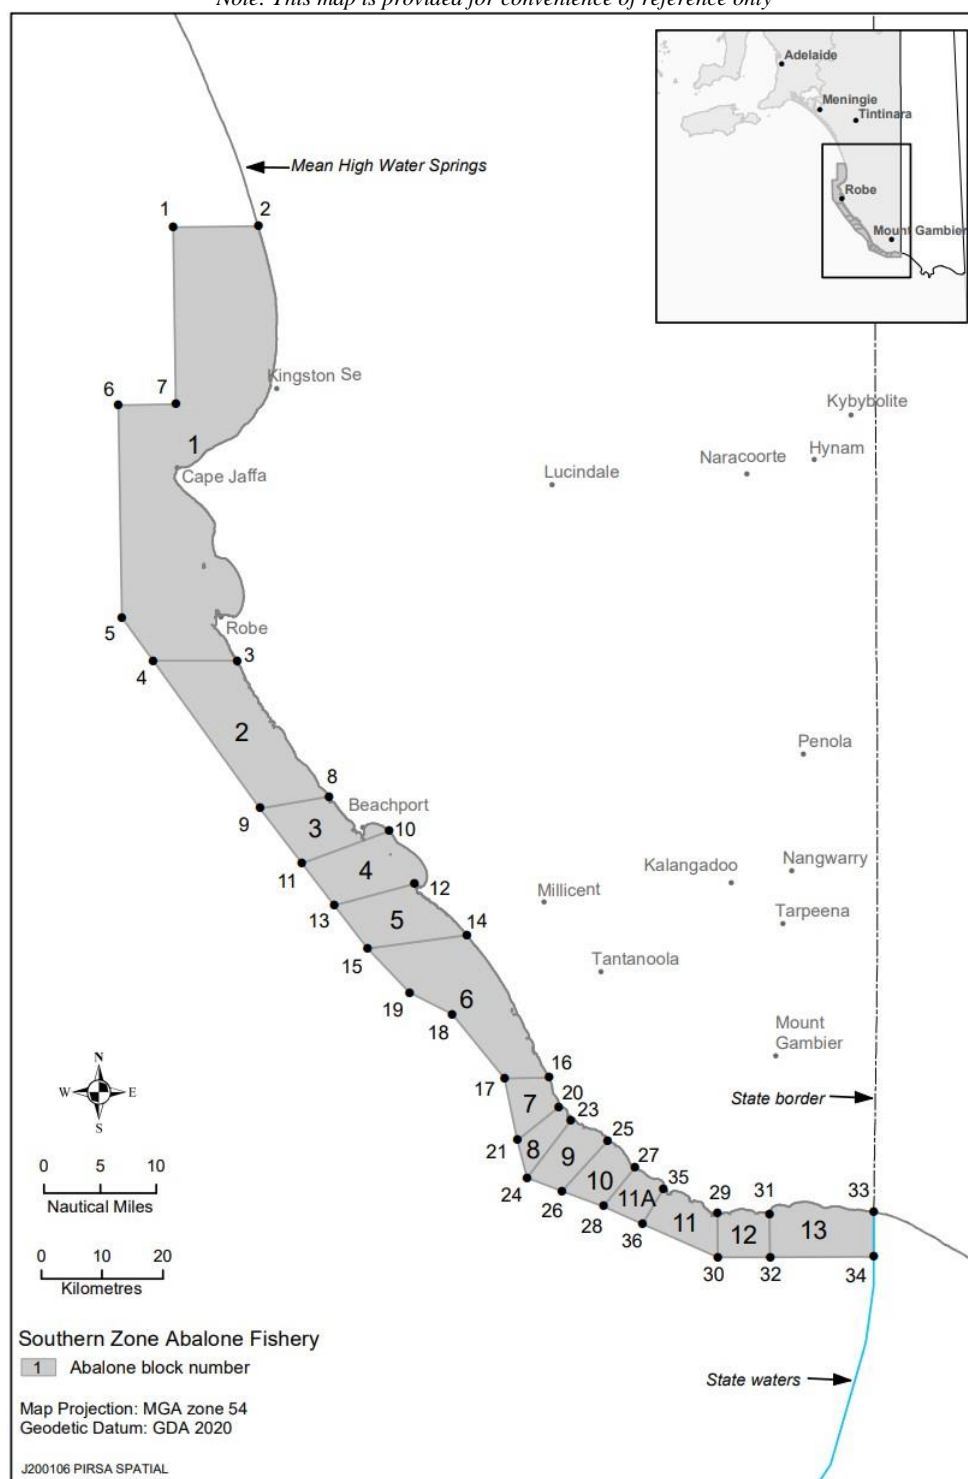 Note: This map is provided for convenience of reference only
Adelaide
Meningie
Tintinara
Robe
Mount Gambier
Mean High Water Springs
1
2
6
7
Kingston Se
1
Cape Jaffa
Kybybolite
Hynam
Naracoorte
Lucindale
5
Robe
4
3
2
Penola
8
Beachport
9
3
10
11
4
12
13
5
14
15
Kalangadoo
Nangwarry
Millicent
Tarpeena
Tantanoola
19
6
18
Mount
Gambier
16
17
7
20
23
State border
21
8
9
25
24
10
27
26
11A
35
28
36
11
29
31
33
12
13
30
32
34
N
W
E
S
0 5 10
Nautical Miles
0 10 20
Kilometres
Southern Zone Abalone Fishery
1 Abalone block number
State waters
Map Projection: MGA zone 54
Geodetic Datum: GDA 2020
J200106 PIRSA SPATIAL